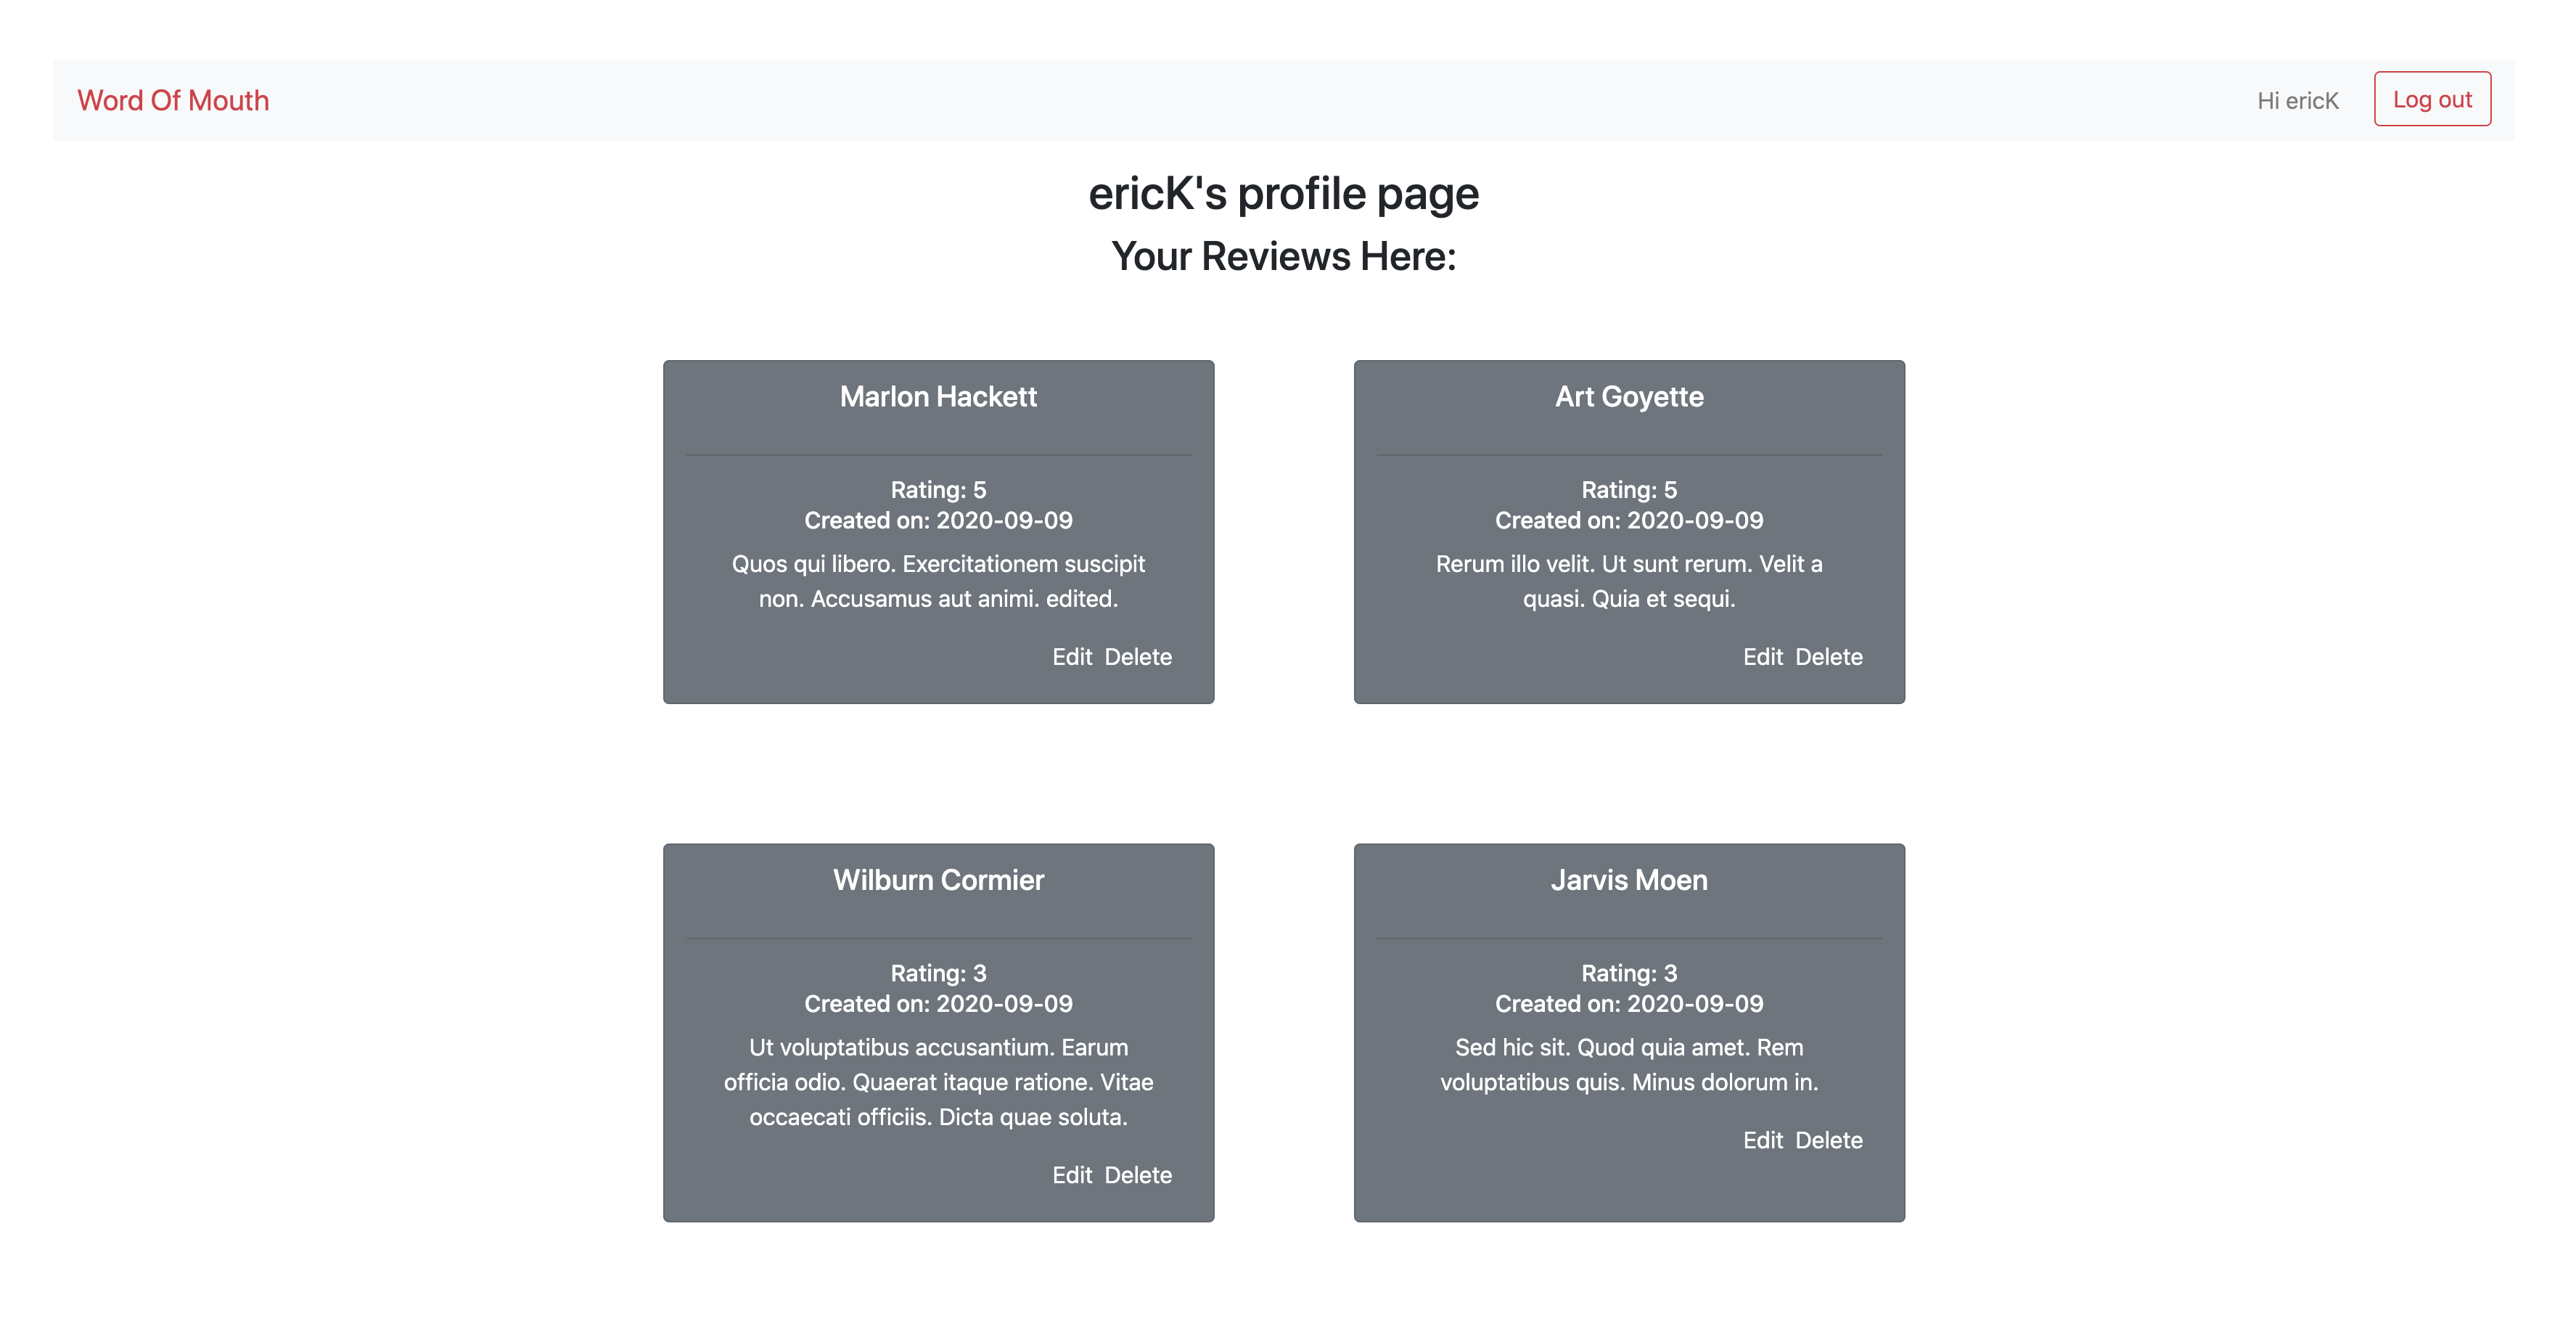 Word Of Mouth
Hi ericK
Log out
ericK's profile page
Your Reviews Here:
Marlon Hackett
Rating: 5
Created on: 2020-09-09
Quos qui libero. Exercitationem suscipit
non. Accusamus aut animi. edited.
Edit Delete
Art Goyette
Rating: 5
Created on: 2020-09-09
Rerum illo velit. Ut sunt rerum. Velit a
quasi. Quia et sequi.
Edit Delete
Wilburn Cormier
Rating: 3
Created on: 2020-09-09
Ut voluptatibus accusantium. Earum
officia odio. Quaerat itaque ratione. Vitae
occaecati officiis. Dicta quae soluta.
Edit Delete
Jarvis Moen
Rating: 3
Created on: 2020-09-09
Sed hic sit. Quod quia amet. Rem
voluptatibus quis. Minus dolorum in.
Edit Delete